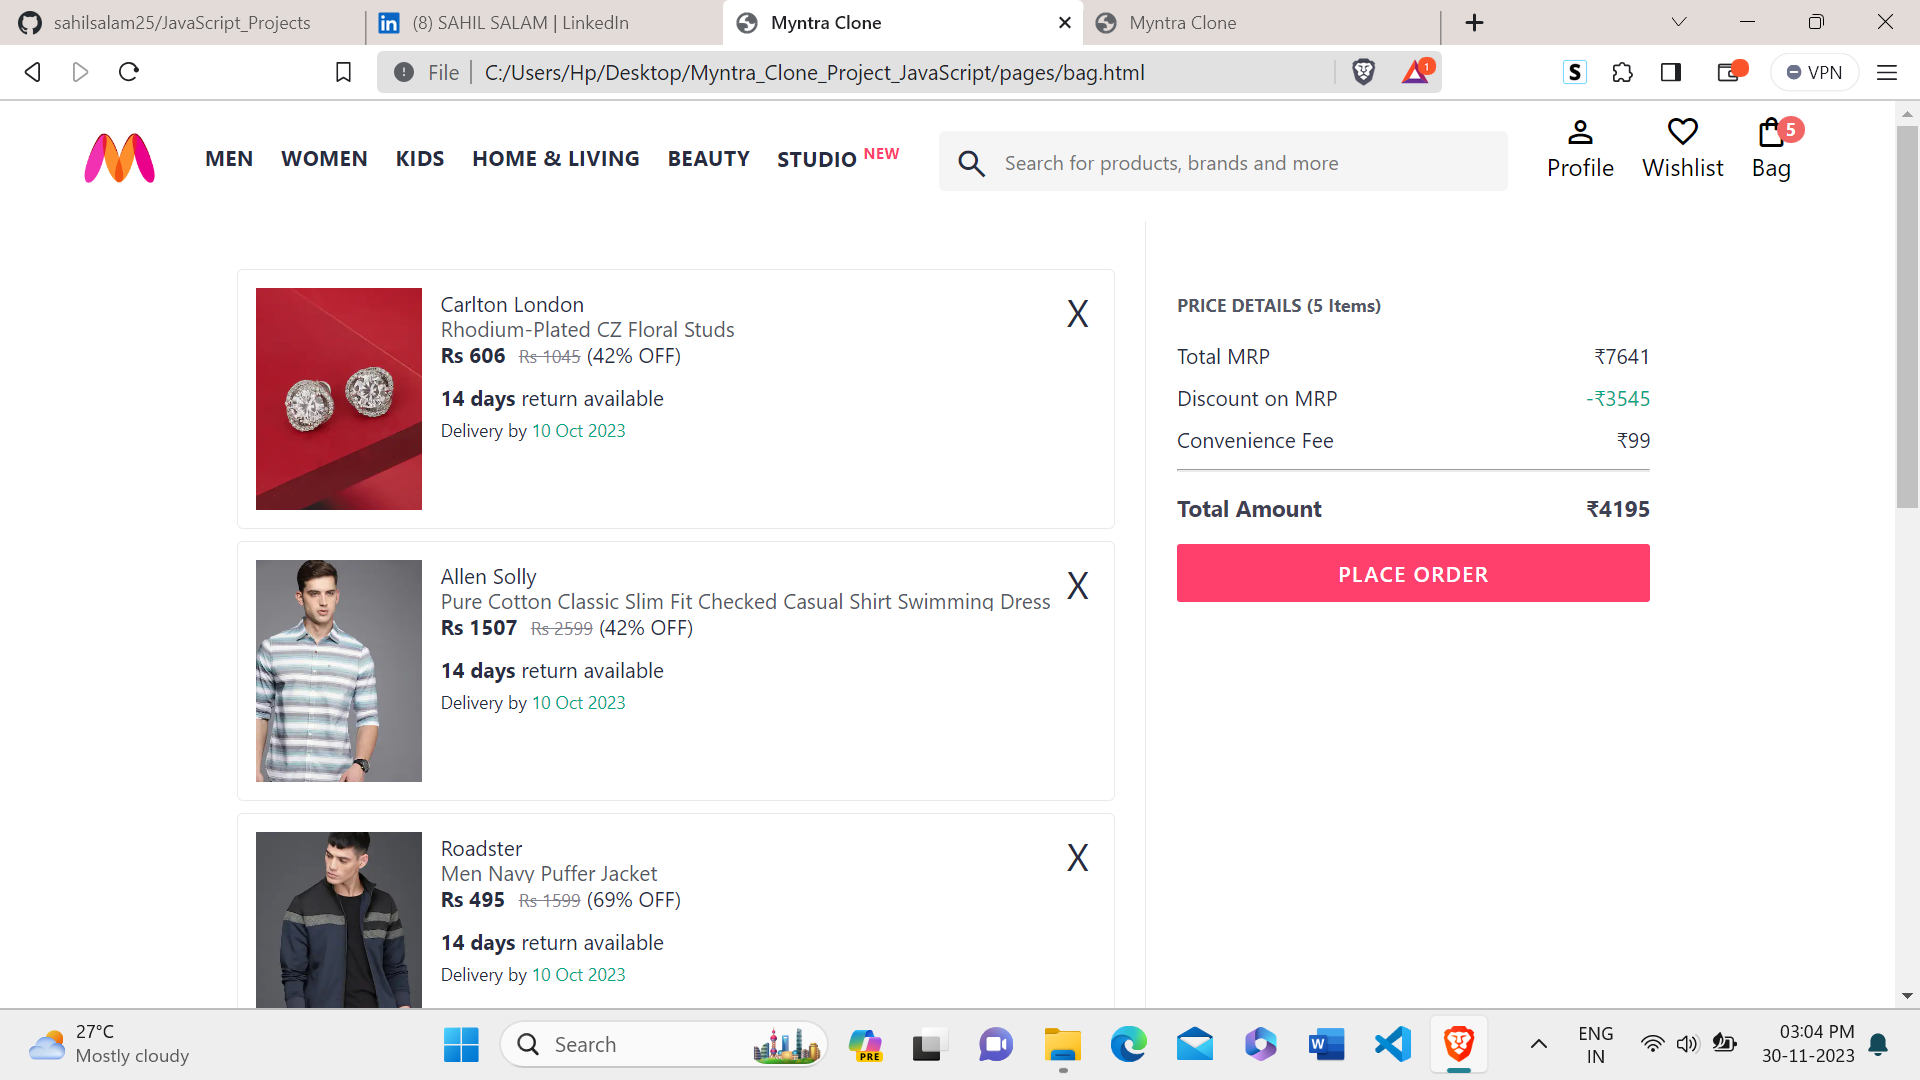 sahilsalam25/JavaScript_Projects
(8) SAHIL SALAM | LinkedIn
Myntra Clone
Myntra Clone
File
C:/Users/Hp/Desktop/Myntra_Clone_Project_JavaScript/pages/bag.html
1
VPN
MEN
WOMEN
KIDS
HOME & LIVING
BEAUTY
STUDIO NEW
Search for products, brands and more
Profile
Wishlist
5
Bag
Carlton London
X
Rhodium-Plated CZ Floral Studs
Rs 606 Rs 1045 (42% OFF)
14 days return available
Delivery by 10 Oct 2023
Allen Solly
X
Pure Cotton Classic Slim Fit Checked Casual Shirt Swimming Dress
Rs 1507 Rs 2599 (42% OFF)
14 days return available
Delivery by 10 Oct 2023
Roadster
X
Men Navy Puffer Jacket
Rs 495 Rs 1599 (69% OFF)
14 days return available
Delivery by 10 Oct 2023
PRICE DETAILS (5 Items)
Total MRP ₹7641
Discount on MRP -₹3545
Convenience Fee ₹99
Total Amount ₹4195
PLACE ORDER
27°C
Mostly cloudy
Search
PRE
ENG
IN
03:04 PM
30-11-2023